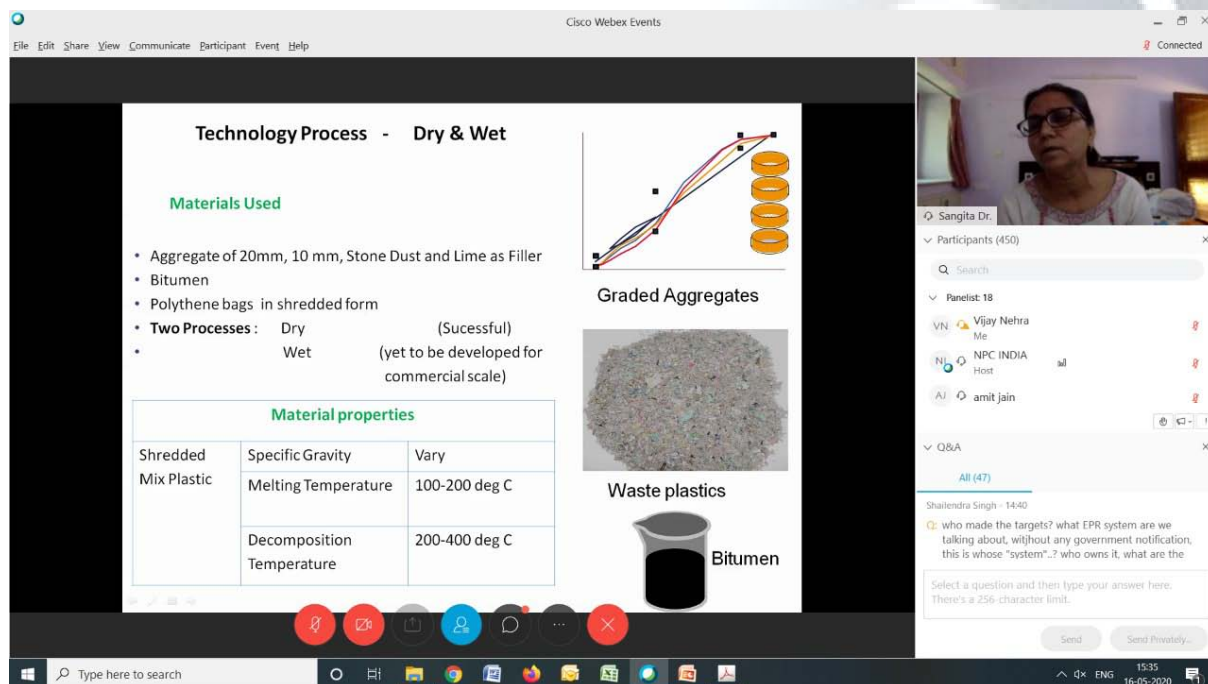 Cisco Webex Events
File Edit Share View Communicate Participant Event Help
Connected
Technology Process - Dry & Wet
Materials Used
• Aggregate of 20mm, 10 mm, Stone Dust and Lime as Filler
• Bitumen
• Polythene bags in shredded form
• Two Processes : Dry (Sucessful)
• Wet (yet to be developed for
commercial scale)
Material properties
Shredded
Mix Plastic
Specific Gravity Vary
Melting Temperature 100-200 deg C
Decomposition
Temperature
200-400 deg C
Graded Aggregates
Waste plastics
Bitumen
Sangita Dr.
Participants (450)
Search
Panelist: 18
VN Vijay Nehra
Me
NI NPC INDIA
Host
AJ amit jain
Q&A
All (47)
Shailendra Singh - 14:40
Q: who made the targets? what EPR system are we
talking about, witjhout any government notification,
this is whose "system"..? who owns it, what are the
Select a question and then type your answer here.
There's a 256-character limit.
Send Send Privately...
Type here to search
ENG
15:35
16-05-2020